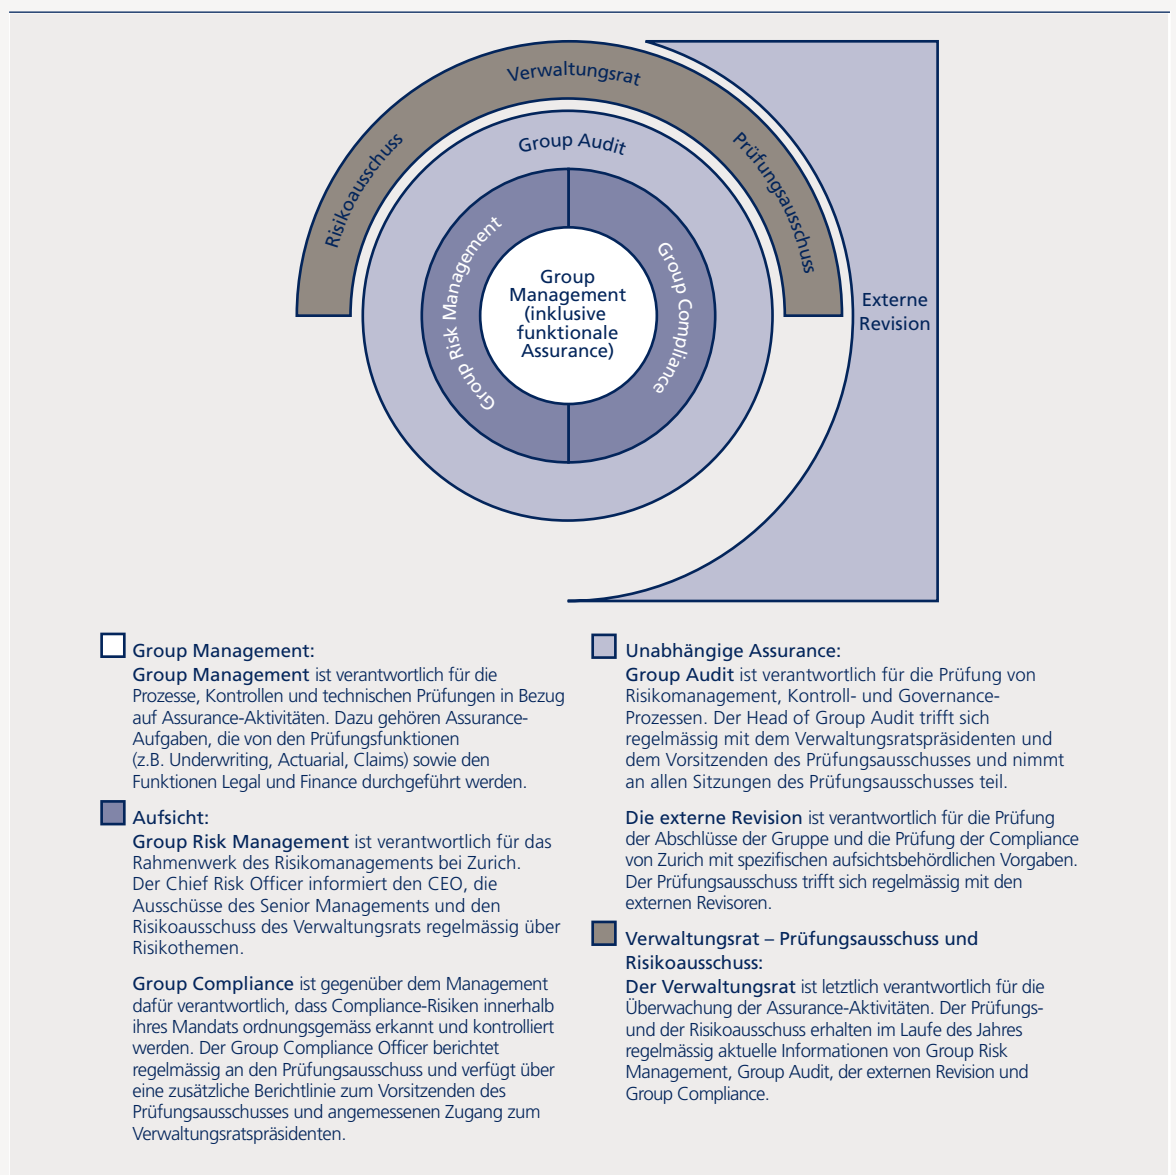 Verwaltungsrat
Risikoausschuss
Prüfungsausschuss
Group Audit
Group Risk Management
Group Compliance
Group
Management
(inklusive
funktionale
Assurance)
Externe
Revision
Group Management:
Group Management ist verantwortlich für die
Prozesse, Kontrollen und technischen Prüfungen in Bezug
auf Assurance-Aktivitäten. Dazu gehören Assurance-
Aufgaben, die von den Prüfungsfunktionen
(z.B. Underwriting, Actuarial, Claims) sowie den
Funktionen Legal und Finance durchgeführt werden.
Aufsicht:
Group Risk Management ist verantwortlich für das
Rahmenwerk des Risikomanagements bei Zurich.
Der Chief Risk Officer informiert den CEO, die
Ausschüsse des Senior Managements und den
Risikoausschuss des Verwaltungsrats regelmässig über
Risikothemen.
Group Compliance ist gegenüber dem Management
dafür verantwortlich, dass Compliance-Risiken innerhalb
ihres Mandats ordnungsgemäss erkannt und kontrolliert
werden. Der Group Compliance Officer berichtet
regelmässig an den Prüfungsausschuss und verfügt über
eine zusätzliche Berichtlinie zum Vorsitzenden des
Prüfungsausschusses und angemessenen Zugang zum
Verwaltungsratspräsidenten.
Unabhängige Assurance:
Group Audit ist verantwortlich für die Prüfung von
Risikomanagement, Kontroll- und Governance-
Prozessen. Der Head of Group Audit trifft sich
regelmässig mit dem Verwaltungsratspräsidenten und
dem Vorsitzenden des Prüfungsausschusses und nimmt
an allen Sitzungen des Prüfungsausschusses teil.
Die externe Revision ist verantwortlich für die Prüfung
der Abschlüsse der Gruppe und die Prüfung der Compliance
von Zurich mit spezifischen aufsichtsbehördlichen Vorgaben.
Der Prüfungsausschuss trifft sich regelmässig mit den
externen Revisoren.
Verwaltungsrat – Prüfungsausschuss und
Risikoausschuss:
Der Verwaltungsrat ist letztlich verantwortlich für die
Überwachung der Assurance-Aktivitäten. Der Prüfungs-
und der Risikoausschuss erhalten im Laufe des Jahres
regelmässig aktuelle Informationen von Group Risk
Management, Group Audit, der externen Revision und
Group Compliance.